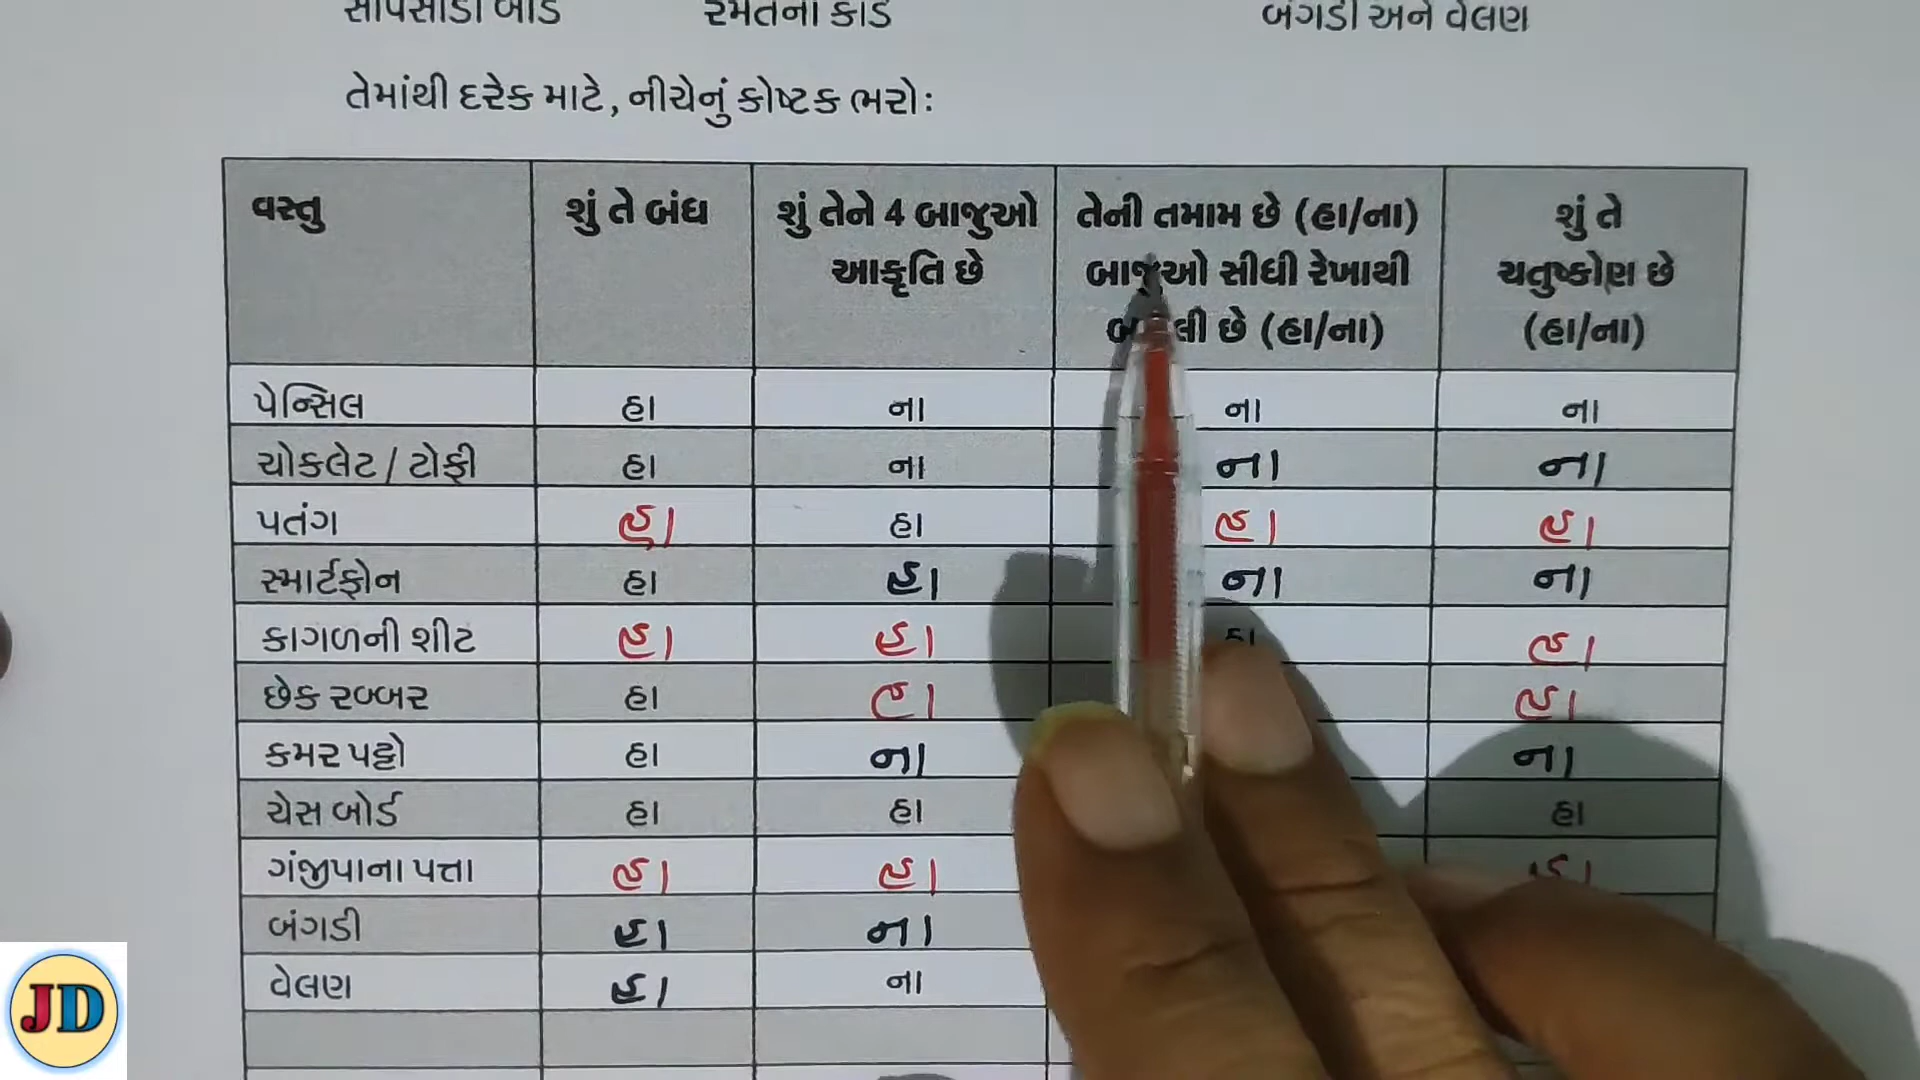 સાપસીડી બોર્ડ રમતના કાર્ડ બંગડી અને વેલણ
તેમાંથી દરેક માટે, નીચેનું કોષ્ટક ભરો:
વસ્તુ શું તે બંધ શું તેને 4 બાજુઓ તેની તમામ છે (હા/ના) શું તે
આકૃતિ છે બાજુઓ સીધી રેખાથી ચતુષ્કોણ છે
છે (હા/ના) (હા/ના)
પેન્સિલ હા ના ના ના
ચોકલેટ / ટોફી હા ના ના ના
પતંગ હા હા હા હા
સ્માર્ટફોન હા હા ના ના
કાગળની શીટ હા હા હા હા
છેક રબ્બર હા હા હા
કમર પટ્ટો હા ના ના
ચેસ બોર્ડ હા હા હા
ગંજીપાના પત્તા હા હા હા
બંગડી હા ના
વેલણ હા ના
JD